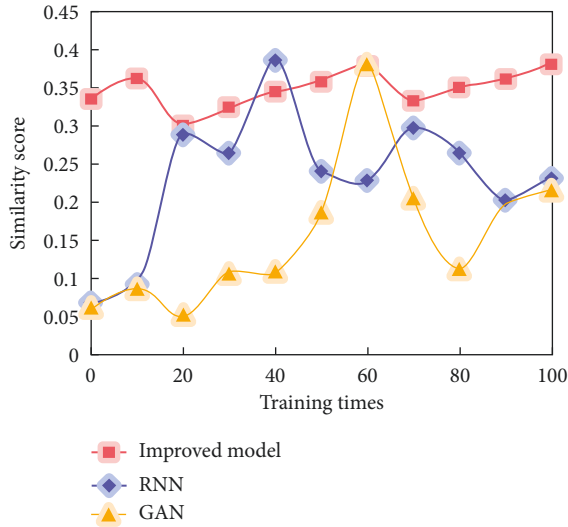 0.45
0.4
0.35
0.3
0.25
0.2
0.15
0.1
0.05
0
Similarity score
0 20 40 60 80 100
Training times
Improved model
RNN
GAN